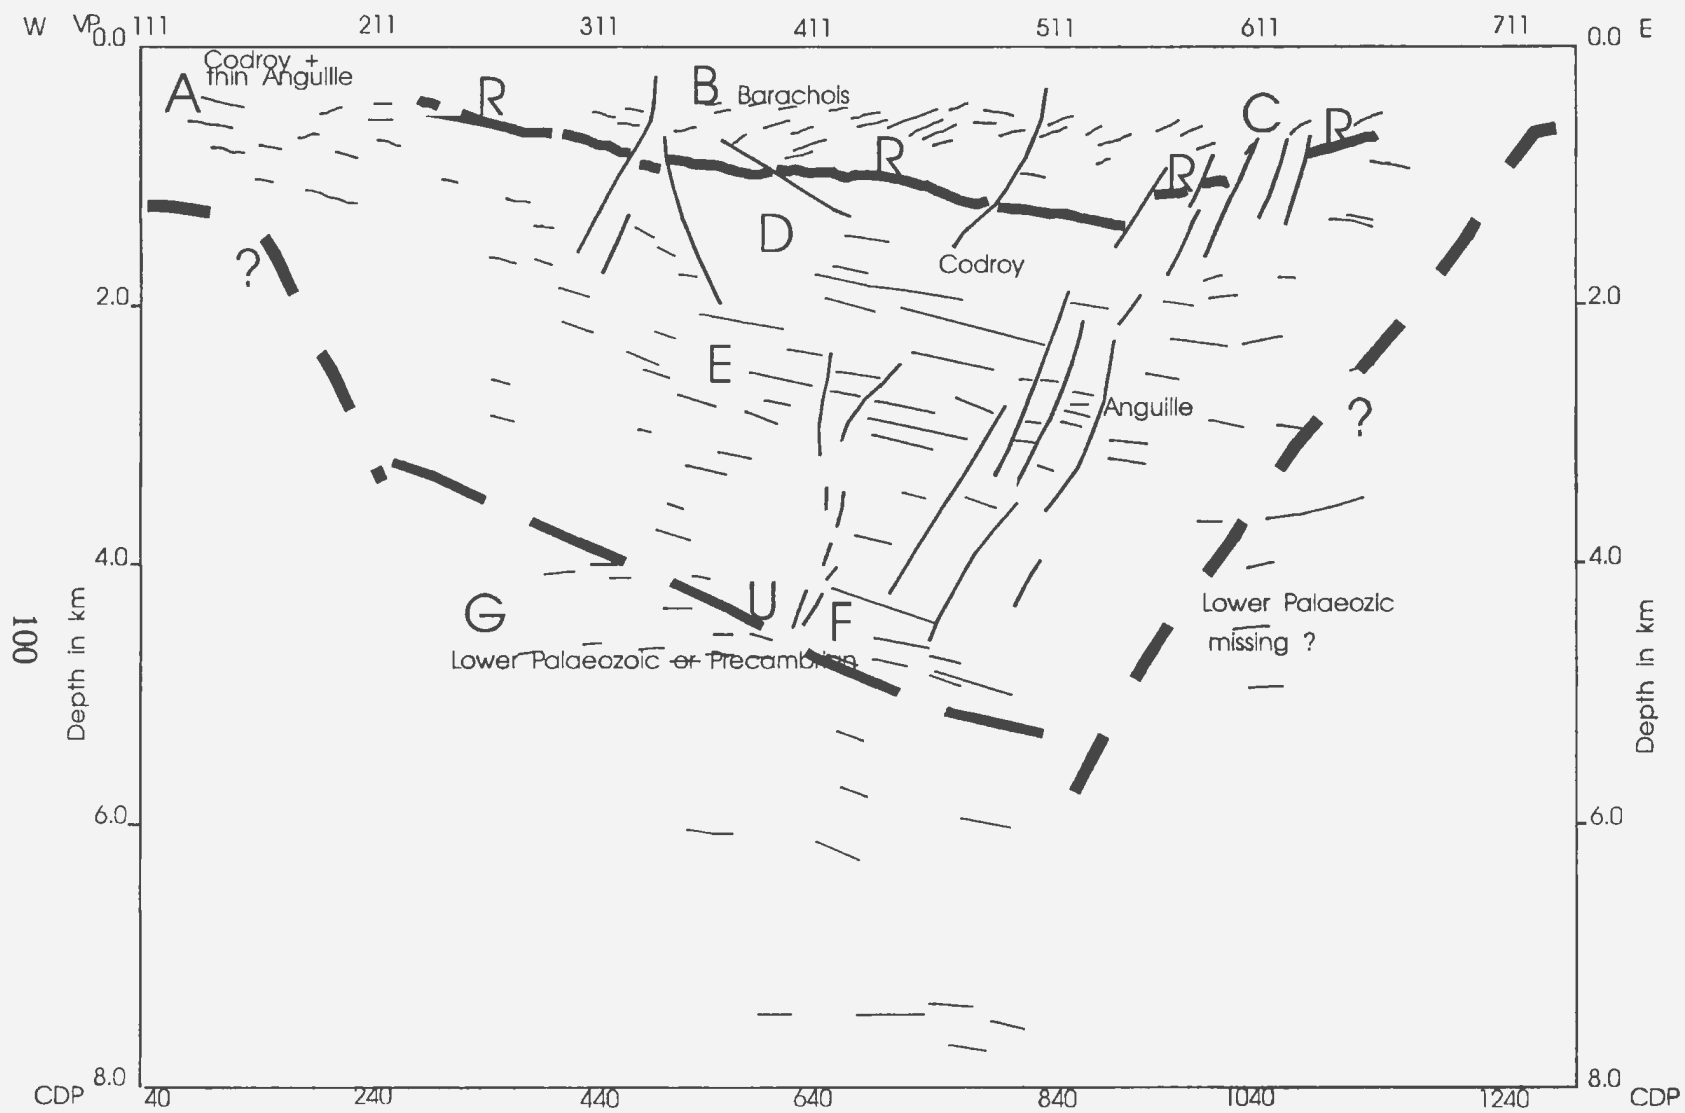 W VP 111 211 311 411 511 611 711 E
0.0 0.0
Codroy +
thin Anguille
A R B Barachois C R
R
R
D
?
Codroy
2.0 2.0
E
Anguille
?
4.0 4.0
G U F
Lower Palaeozic
missing ?
Lower Palaeozoic or Precambrian
100
Depth in km
Depth in km
6.0 6.0
8.0 8.0
CDP 40 240 440 640 840 1040 1240 CDP